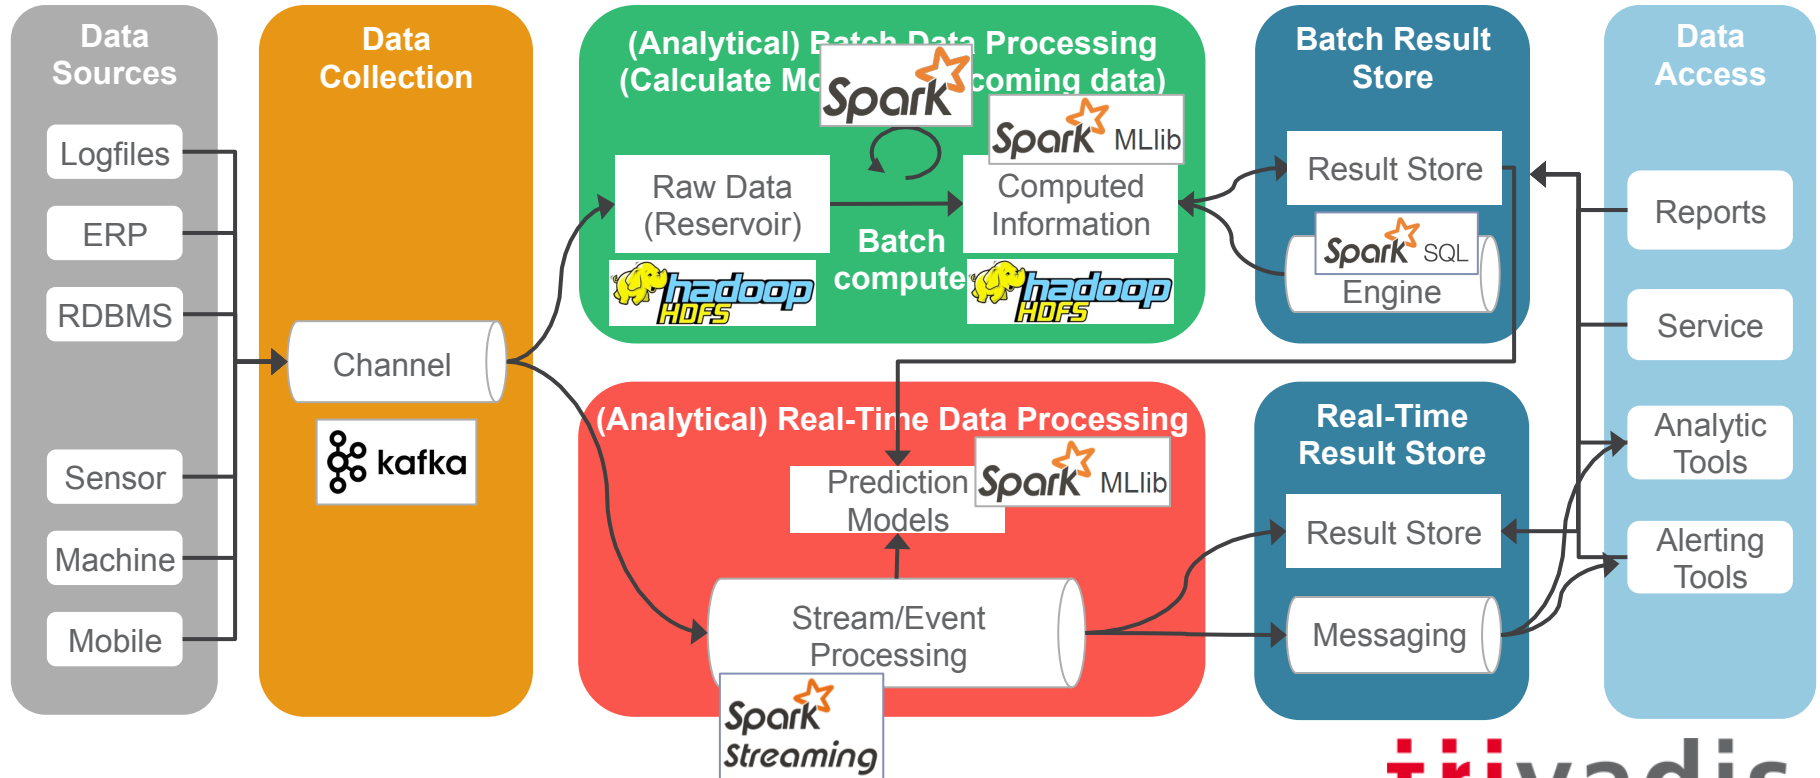 Data
Sources
Logfiles
ERP
RDBMS
Sensor
Machine
Mobile
Data
Collection
Channel
kafka
(Analytical) Batch Data Processing
(Calculate coming data)
Spark
Spark MLlib
Raw Data
(Reservoir)
Computed
Information
Batch
compute
hadoop
HDFS
hadoop
HDFS
Batch Result
Store
Result Store
Spark SQL
Engine
(Analytical) Real-Time Data Processing
Prediction
Models
Spark MLlib
Stream/Event
Processing
Spark
Streaming
Real-Time
Result Store
Result Store
Messaging
Data
Access
Reports
Service
Analytic
Tools
Alerting
Tools
trivadis